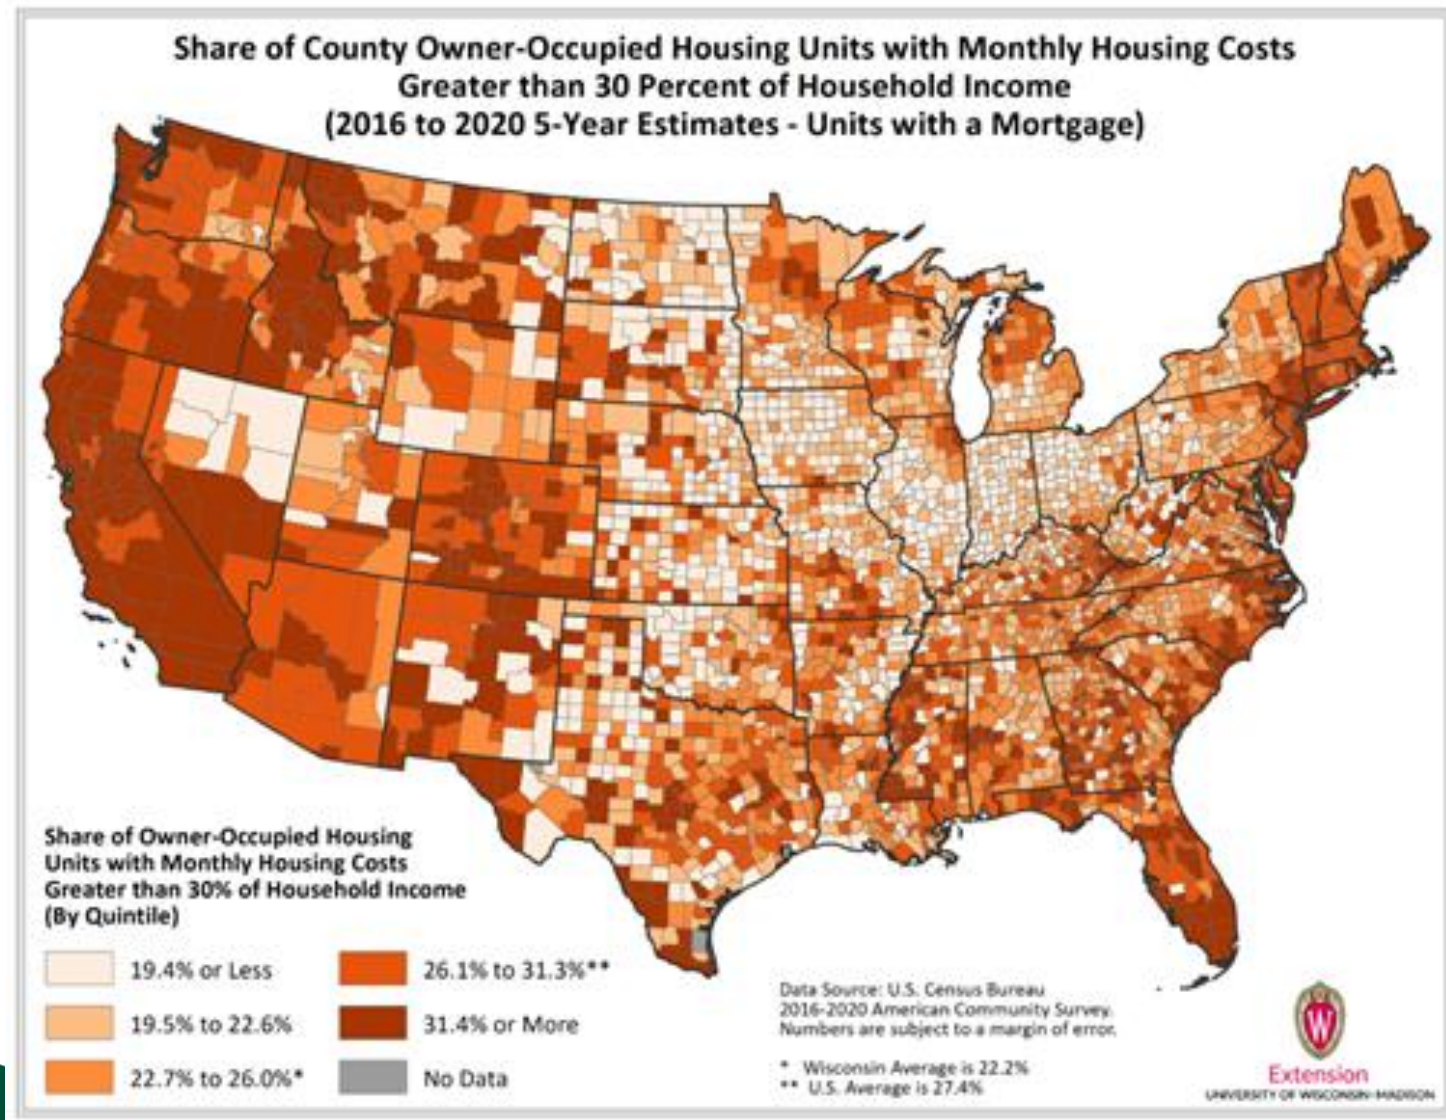 Share of County Owner-Occupied Housing Units with Monthly Housing Costs
Greater than 30 Percent of Household Income
(2016 to 2020 5-Year Estimates - Units with a Mortgage)
Share of Owner-Occupied Housing
Units with Monthly Housing Costs
Greater than 30% of Household Income
(By Quintile)
19.4% or Less
19.5% to 22.6%
22.7% to 26.0%*
26.1% to 31.3%**
31.4% or More
No Data
Data Source: U.S. Census Bureau
2016-2020 American Community Survey.
Numbers are subject to a margin of error.
* Wisconsin Average is 22.2%
** U.S. Average is 27.4%
W
Extension
UNIVERSITY OF WISCONSIN-MADISON